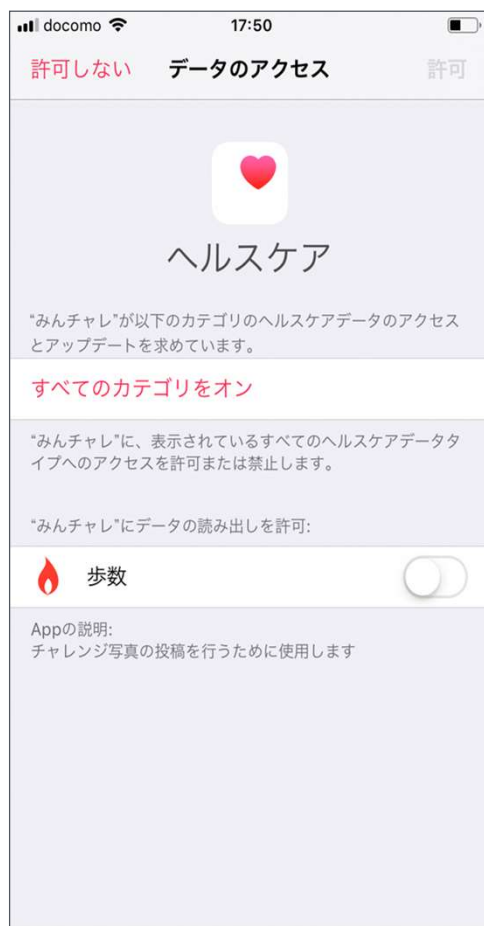 docomo 17:50
許可しない データのアクセス 許可
ヘルスケア
“みんチャレ”が以下のカテゴリのヘルスケアデータのアクセス
とアップデートを求めています。
すべてのカテゴリをオン
“みんチャレ”に、表示されているすべてのヘルスケアデータタ
イプへのアクセスを許可または禁止します。
“みんチャレ”にデータの読み出しを許可:
歩数
Appの説明:
チャレンジ写真の投稿を行うために使用します